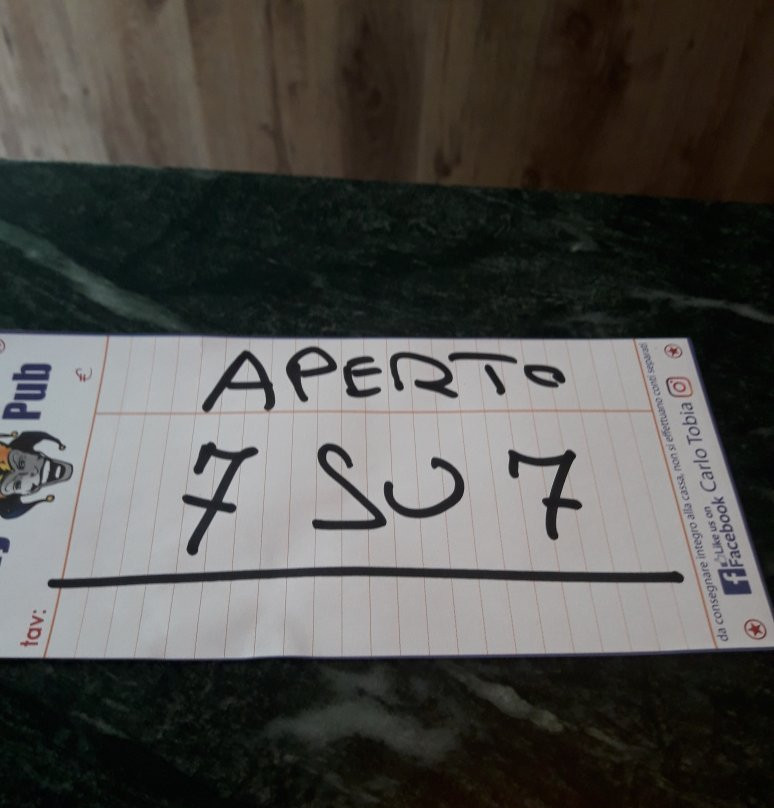 APERTO
7 SU 7
Pub
€
tav:
da consegnare integro alla cassa, non si effettuano conti separati
Like us on
Facebook Carlo Tobia